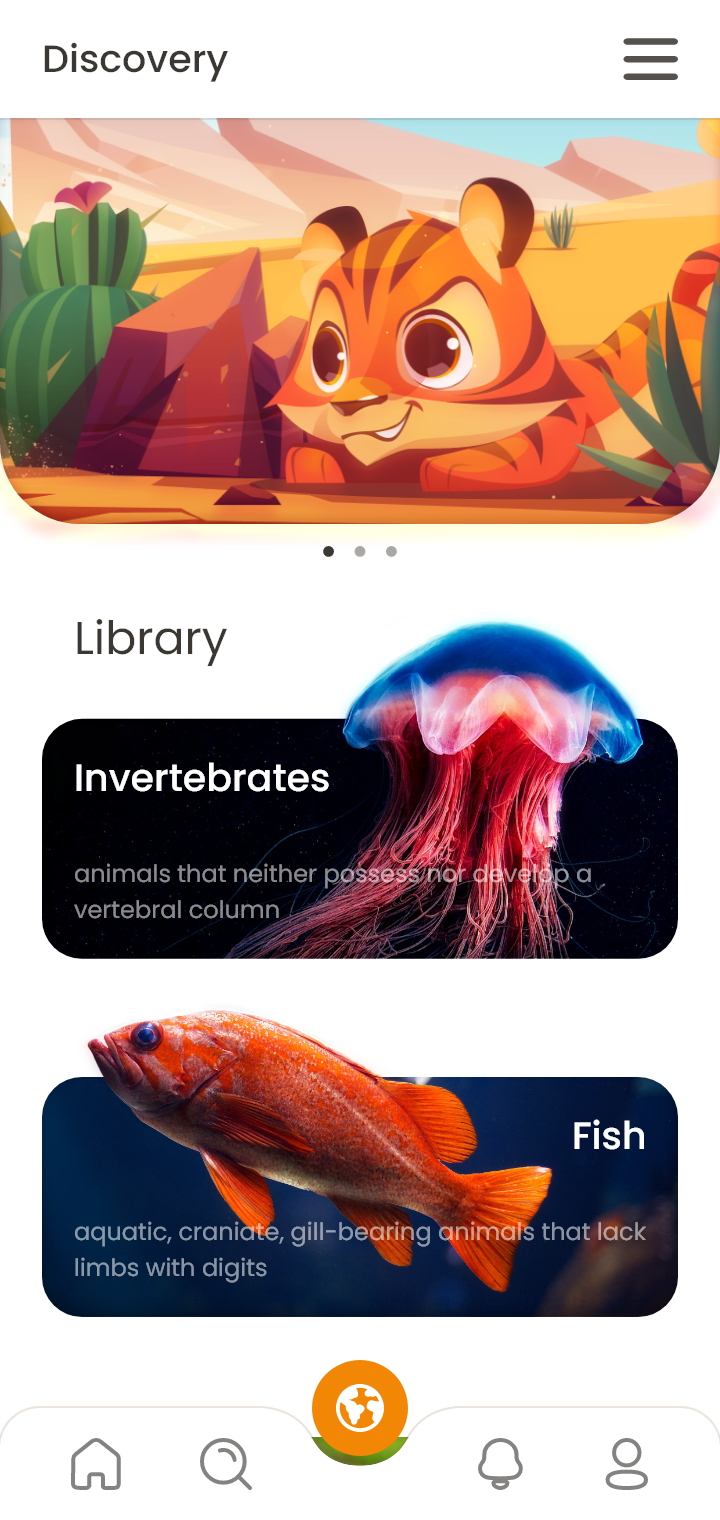 Discovery
Library
Invertebrates
animals that neither possess nor develop a
vertebral column
Fish
aquatic, craniate, gill-bearing animals that lack
limbs with digits